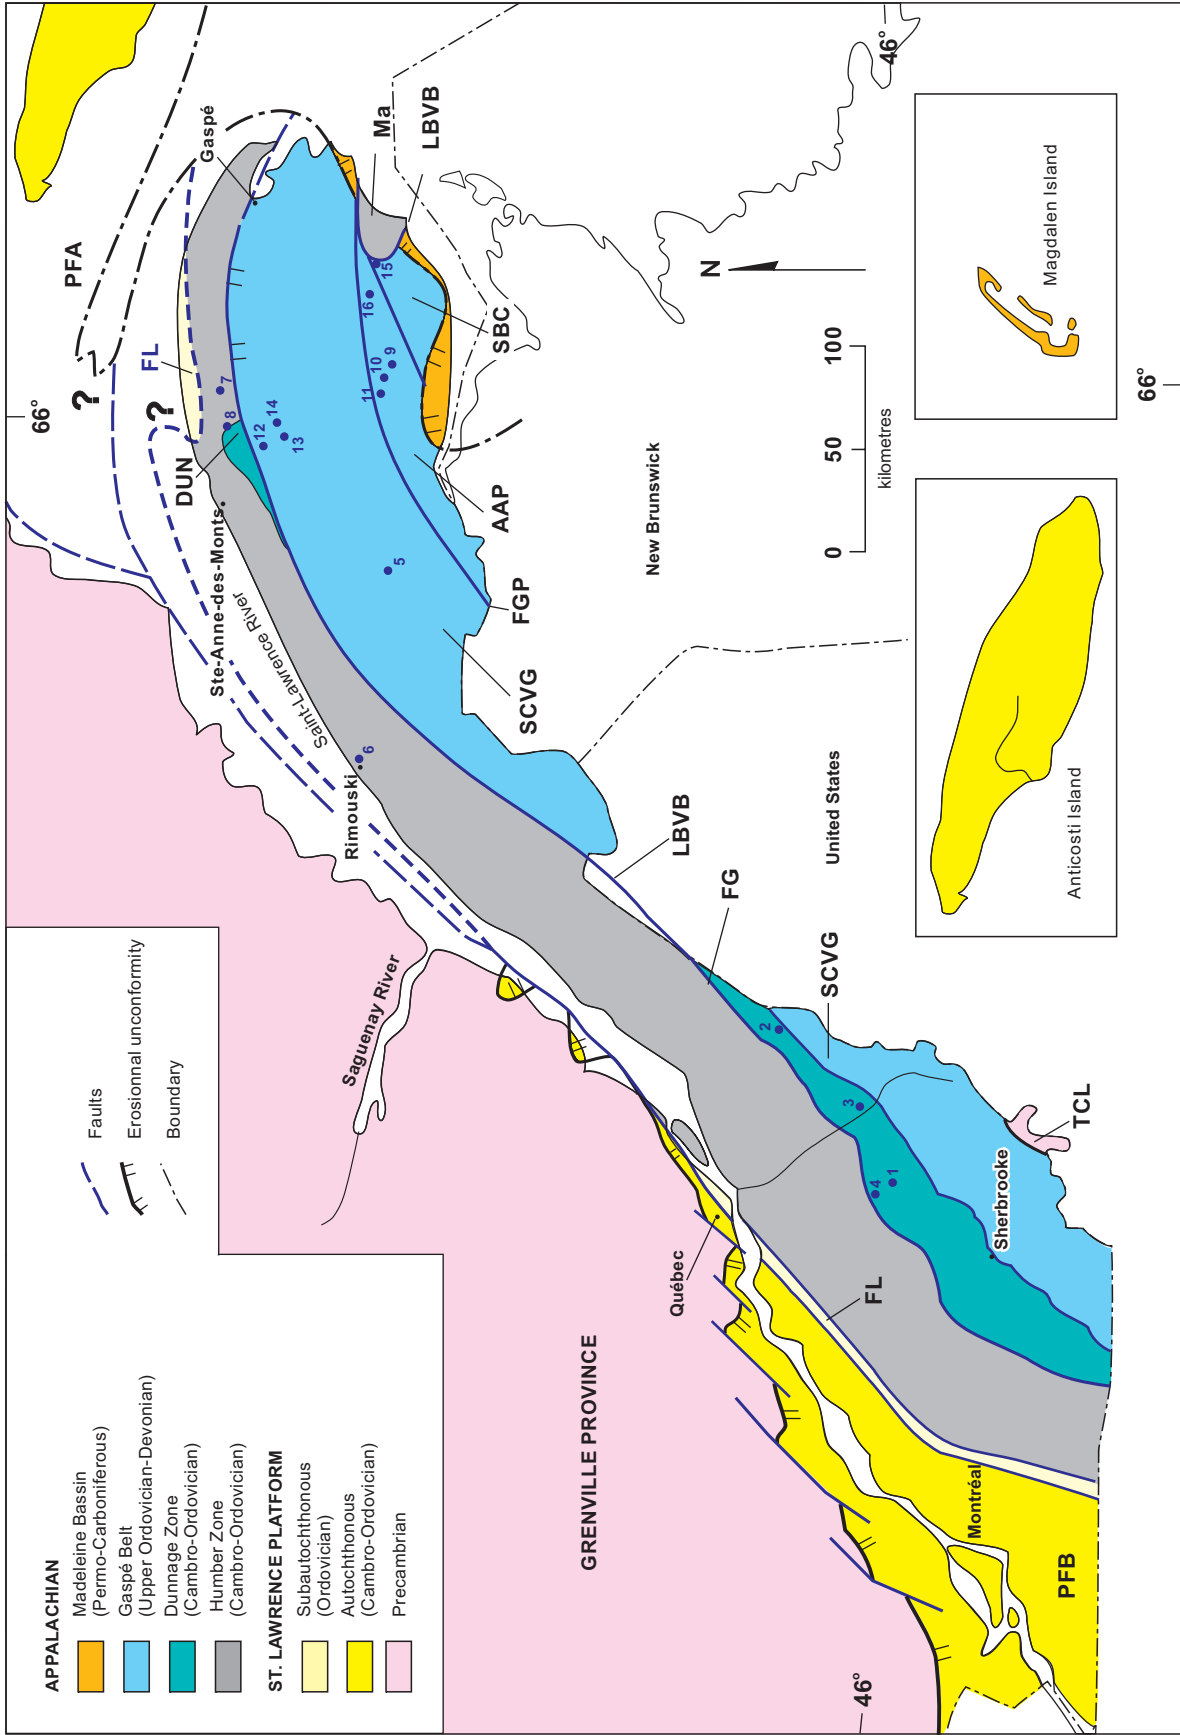 APPALACHIAN
Madeleine Bassin
(Permo-Carboniferous)
Gaspé Belt
(Upper Ordovician-Devonian)
Dunnage Zone
(Cambro-Ordovician)
Humber Zone
(Cambro-Ordovician)
ST. LAWRENCE PLATFORM
Subautochthonous
(Ordovician)
Autochthonous
(Cambro-Ordovician)
Precambrian
Faults
Erosionnal unconformity
Boundary
GRENVILLE PROVINCE
Saguenay River
Saint-Lawrence River
Rimouski
Ste-Anne-des-Monts
Gaspé
Québec
Montréal
Sherbrooke
New Brunswick
United States
PFA
FL
?
?
DUN
Ma
LBVB
SBC
AAP
FGP
SCVG
LBVB
FG
SCVG
TCL
FL
PFB
66°
46°
66°
46°
N
0
50
100
kilometres
Anticosti Island
Magdalen Island
1
2
3
4
5
6
7
8
9
10
11
12
13
14
15
16